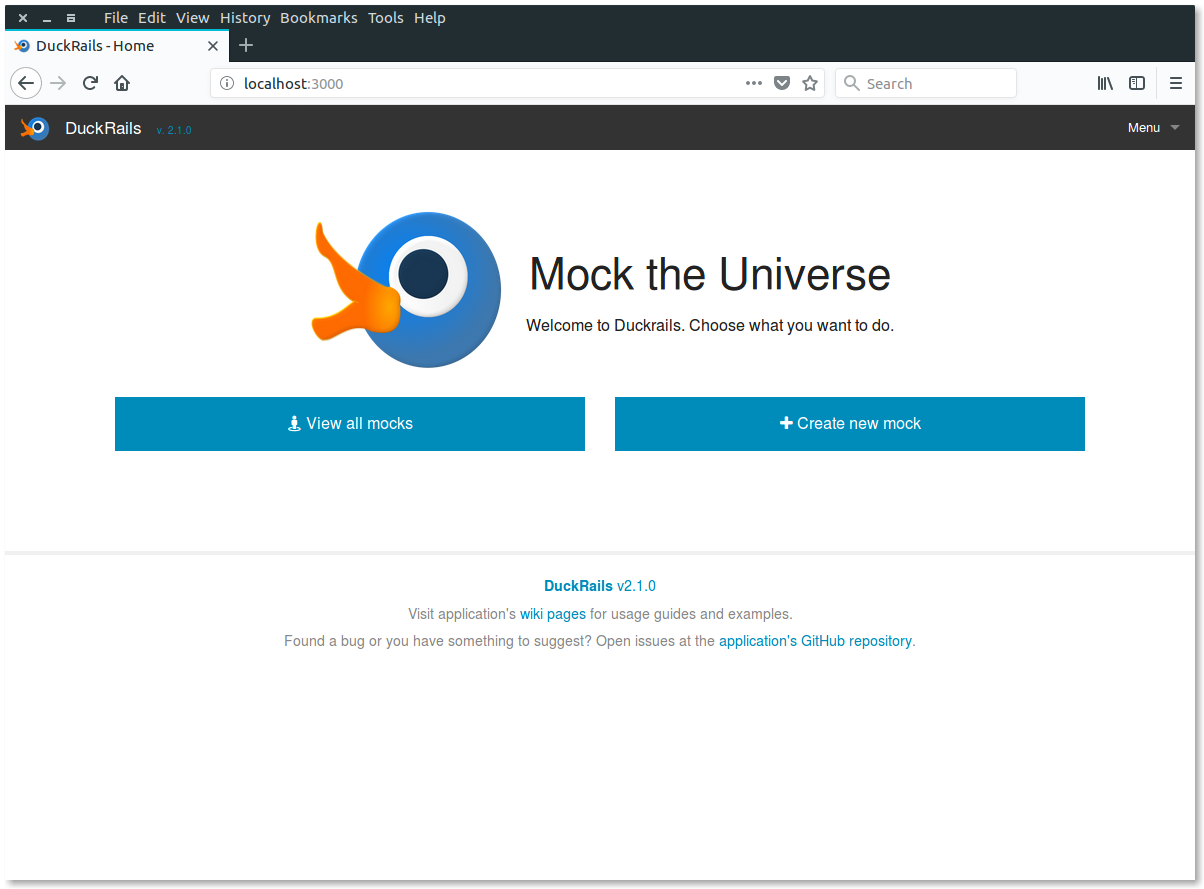 File Edit View History Bookmarks Tools Help
DuckRails - Home
localhost:3000
Search
DuckRails v. 2.1.0
Menu
Mock the Universe
Welcome to Duckrails. Choose what you want to do.
View all mocks
Create new mock
DuckRails v2.1.0
Visit application's wiki pages for usage guides and examples.
Found a bug or you have something to suggest? Open issues at the application's GitHub repository.